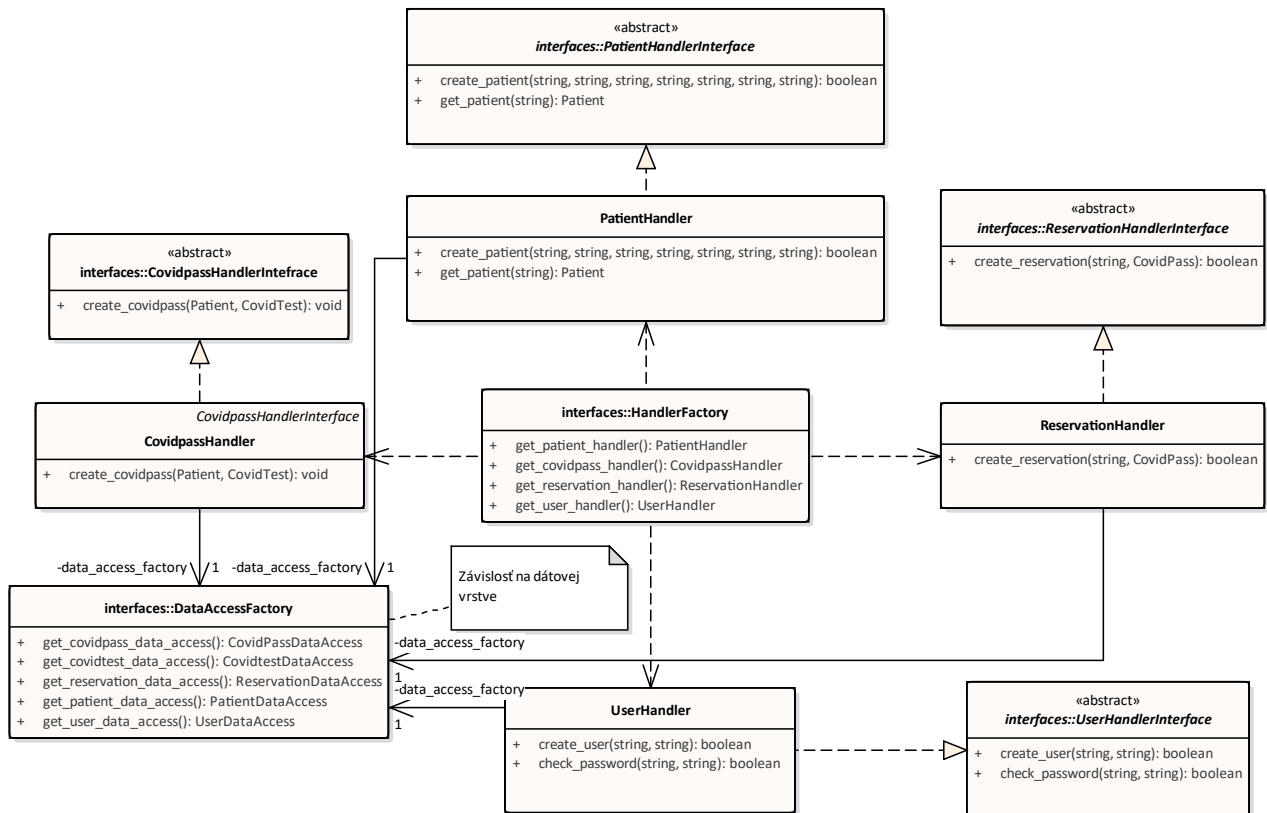 «abstract»
interfaces::PatientHandlerInterface
+ create_patient(string, string, string, string, string, string, string): boolean
+ get_patient(string): Patient
PatientHandler
+ create_patient(string, string, string, string, string, string, string): boolean
+ get_patient(string): Patient
«abstract»
interfaces::ReservationHandlerInterface
+ create_reservation(string, CovidPass): boolean
«abstract»
interfaces::CovidpassHandlerIntefrace
+ create_covidpass(Patient, CovidTest): void
CovidpassHandlerInterface
CovidpassHandler
+ create_covidpass(Patient, CovidTest): void
interfaces::HandlerFactory
+ get_patient_handler(): PatientHandler
+ get_covidpass_handler(): CovidpassHandler
+ get_reservation_handler(): ReservationHandler
+ get_user_handler(): UserHandler
ReservationHandler
+ create_reservation(string, CovidPass): boolean
-data_access_factory
1
-data_access_factory
1
Závislosť na dátovej
vrstve
interfaces::DataAccessFactory
+ get_covidpass_data_access(): CovidPassDataAccess
+ get_covidtest_data_access(): CovidtestDataAccess
+ get_reservation_data_access(): ReservationDataAccess
+ get_patient_data_access(): PatientDataAccess
+ get_user_data_access(): UserDataAccess
-data_access_factory
1
-data_access_factory
1
UserHandler
+ create_user(string, string): boolean
+ check_password(string, string): boolean
«abstract»
interfaces::UserHandlerInterface
+ create_user(string, string): boolean
+ check_password(string, string): boolean